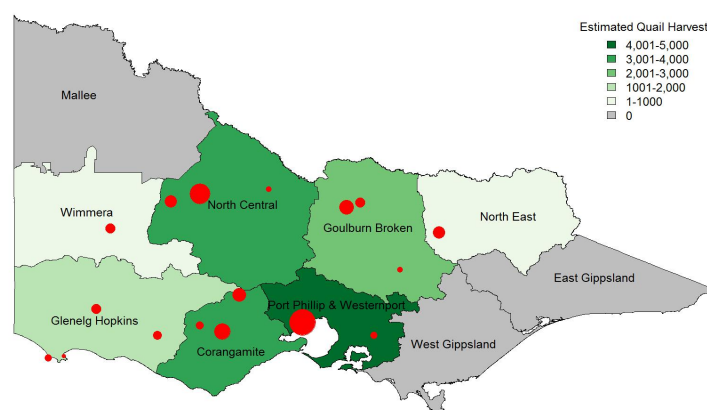 Estimated Quail Harvest
4,001-5,000
3,001-4,000
2,001-3,000
1001-2,000
1-1000
0
Mallee
Wimmera
North Central
Goulburn Broken
North East
East Gippsland
Port Phillip & Westernport
Glenelg Hopkins
Corangamite
West Gippsland